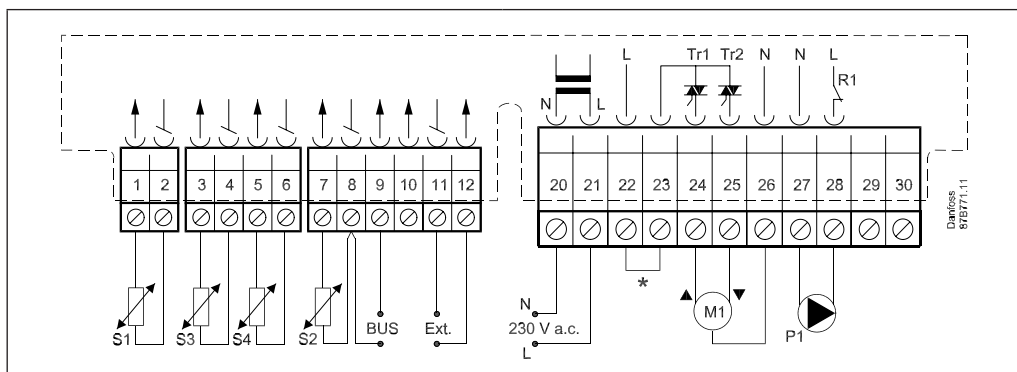 L Tr1 Tr2 N N L
R1
N L
1 2 3 4 5 6 7 8 9 10 11 12
20 21 22 23 24 25 26 27 28 29 30
Danfoss
87B771.11
*
N
M1
BUS Ext. 230 V a.c.
S1 S3 S4 S2 L P1